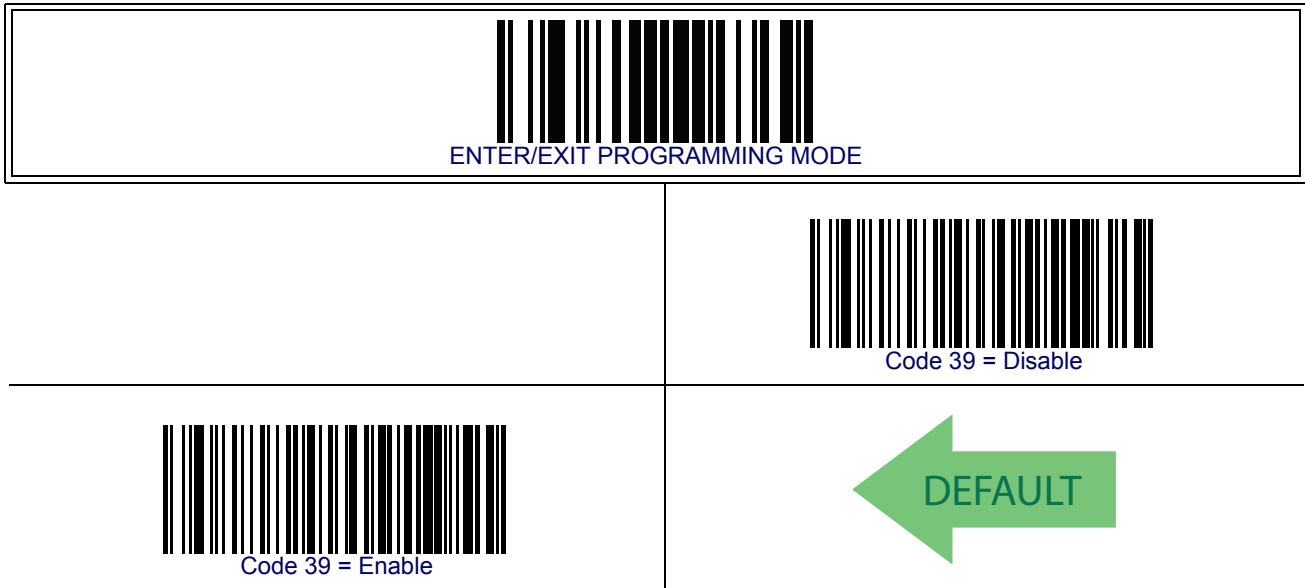 ENTER/EXIT PROGRAMMING MODE
Code 39 = Disable
Code 39 = Enable
DEFAULT